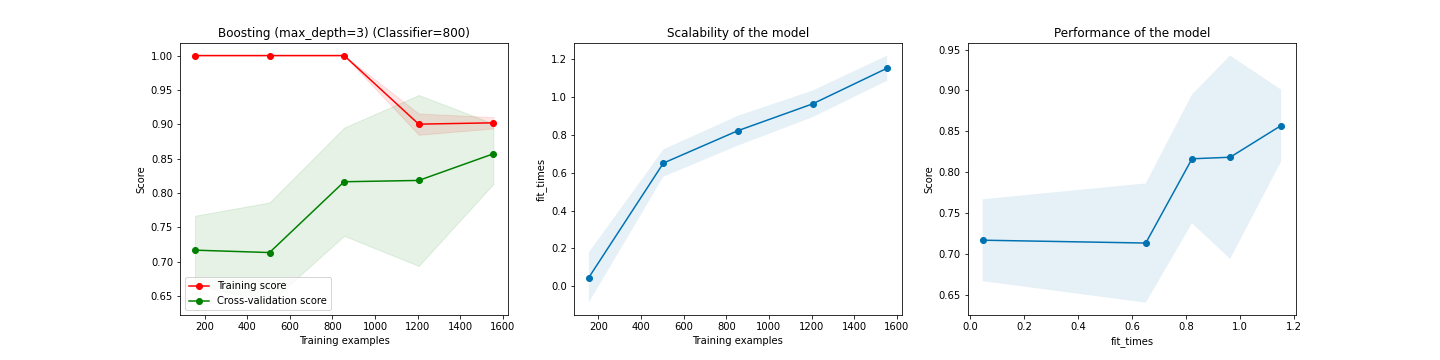 Boosting (max_depth=3) (Classifier=800)
1.00
0.95
0.90
0.85
0.80
0.75
0.70
0.65
Score
Training score
Cross-validation score
200 400 600 800 1000 1200 1400 1600
Training examples
Scalability of the model
1.2
1.0
0.8
0.6
0.4
0.2
0.0
fit_times
200 400 600 800 1000 1200 1400 1600
Training examples
Performance of the model
0.95
0.90
0.85
0.80
0.75
0.70
0.65
Score
0.0 0.2 0.4 0.6 0.8 1.0 1.2
fit_times